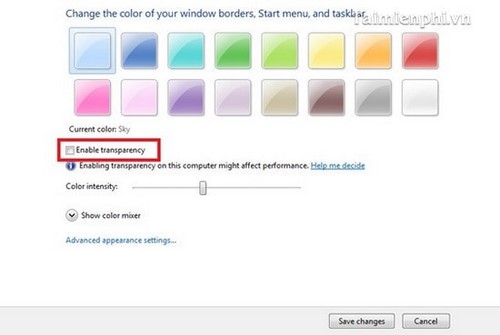 Change the color of your window borders, Start menu, and taskbar
Taimienphi.vn
Current color: Sky
Enable transparency
Enabling transparency on this computer might affect performance. Help me decide
Color intensity:
Show color mixer
Advanced appearance settings...
Save changes
Cancel